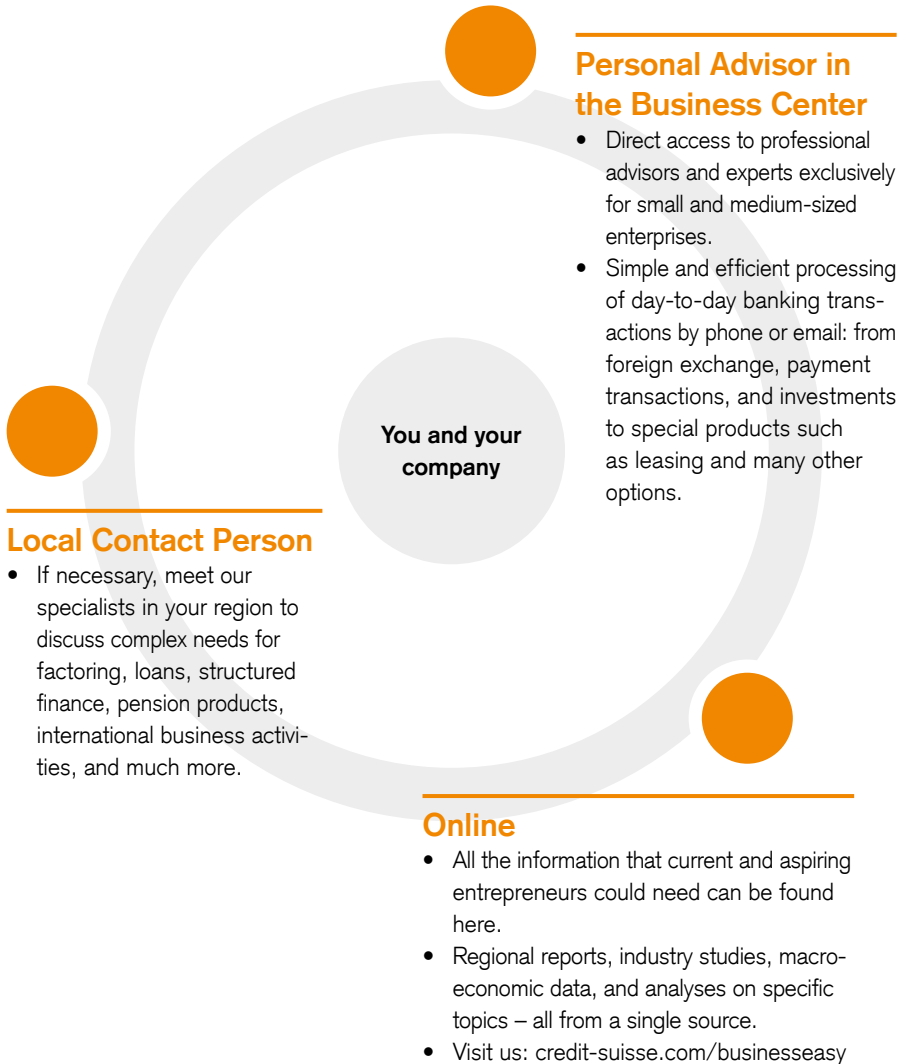 Personal Advisor in
the Business Center
• Direct access to professional
advisors and experts exclusively
for small and medium-sized
enterprises.
• Simple and efficient processing
of day-to-day banking trans-
actions by phone or email: from
foreign exchange, payment
transactions, and investments
to special products such
as leasing and many other
options.
You and your
company
Local Contact Person
• If necessary, meet our
specialists in your region to
discuss complex needs for
factoring, loans, structured
finance, pension products,
international business activi-
ties, and much more.
Online
• All the information that current and aspiring
entrepreneurs could need can be found
here.
• Regional reports, industry studies, macro-
economic data, and analyses on specific
topics – all from a single source.
• Visit us: credit-suisse.com/businesseasy